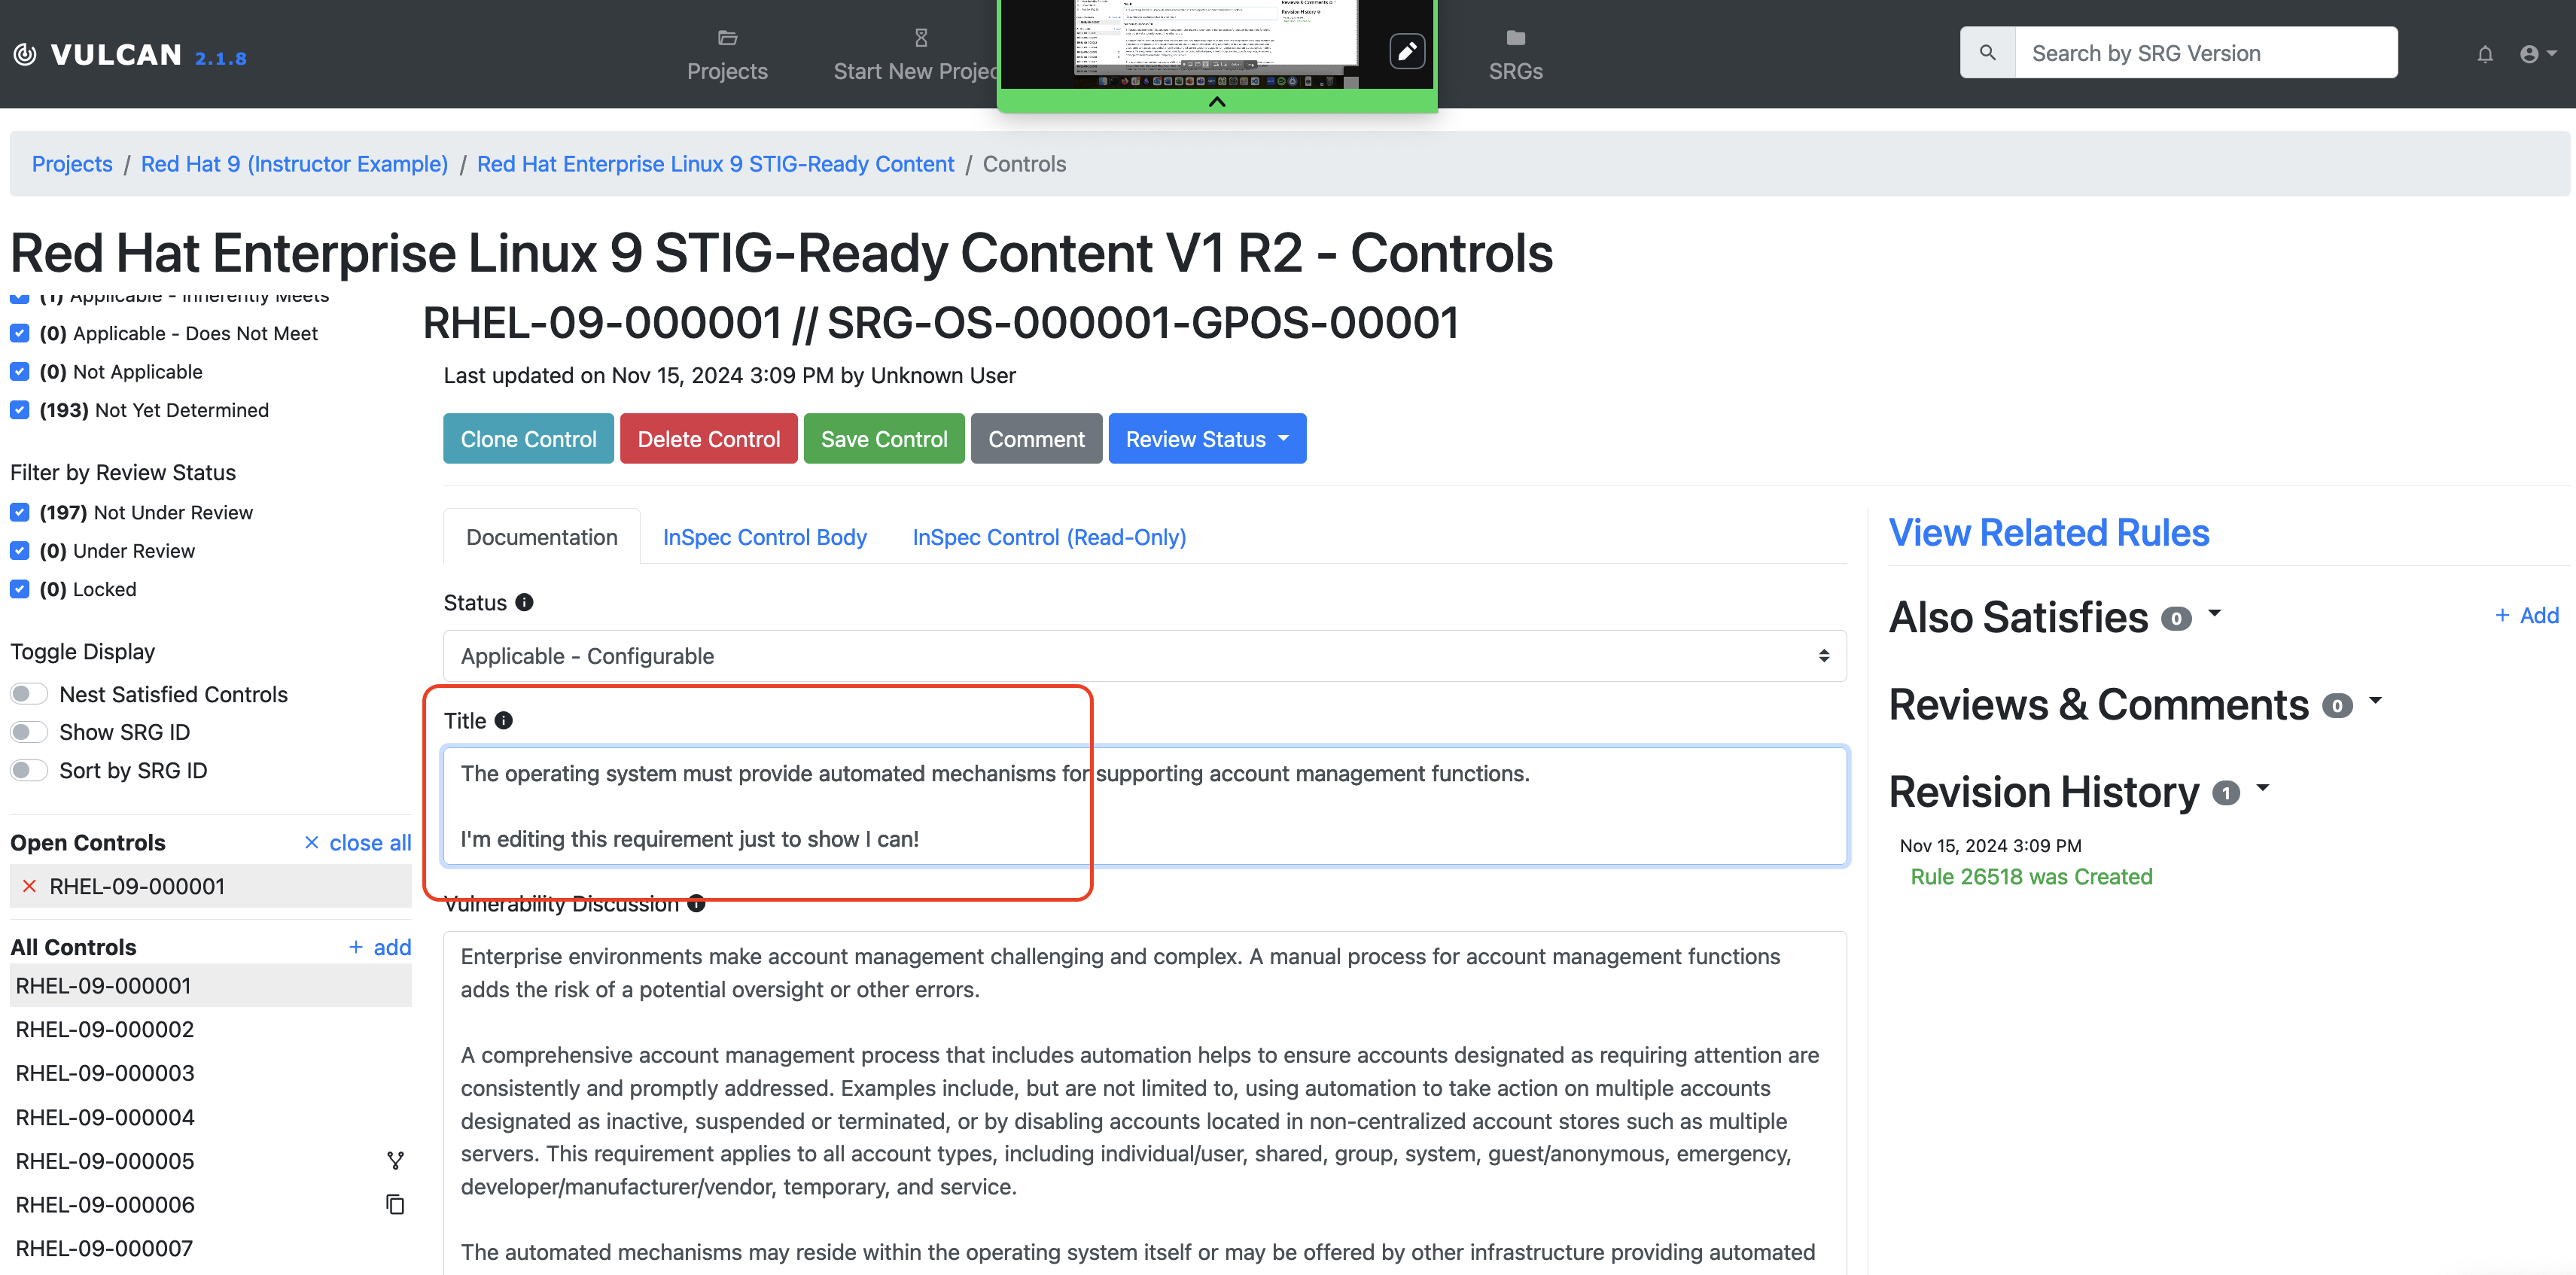 VULCAN 2.1.8
Projects
Start New Projec
SRGs
Search by SRG Version
Projects / Red Hat 9 (Instructor Example) / Red Hat Enterprise Linux 9 STIG-Ready Content / Controls
Red Hat Enterprise Linux 9 STIG-Ready Content V1 R2 - Controls
(1) Applicable - Inherently Meets
(0) Applicable - Does Not Meet
(0) Not Applicable
(193) Not Yet Determined
Filter by Review Status
(197) Not Under Review
(0) Under Review
(0) Locked
Toggle Display
Nest Satisfied Controls
Show SRG ID
Sort by SRG ID
Open Controls
× close all
× RHEL-09-000001
All Controls
+ add
RHEL-09-000001
RHEL-09-000002
RHEL-09-000003
RHEL-09-000004
RHEL-09-000005
RHEL-09-000006
RHEL-09-000007
RHEL-09-000001 // SRG-OS-000001-GPOS-00001
Last updated on Nov 15, 2024 3:09 PM by Unknown User
Clone Control
Delete Control
Save Control
Comment
Review Status
Documentation
InSpec Control Body
InSpec Control (Read-Only)
Status
Applicable - Configurable
Title
The operating system must provide automated mechanisms for supporting account management functions.
I'm editing this requirement just to show I can!
Vulnerability Discussion
Enterprise environments make account management challenging and complex. A manual process for account management functions
adds the risk of a potential oversight or other errors.
A comprehensive account management process that includes automation helps to ensure accounts designated as requiring attention are
consistently and promptly addressed. Examples include, but are not limited to, using automation to take action on multiple accounts
designated as inactive, suspended or terminated, or by disabling accounts located in non-centralized account stores such as multiple
servers. This requirement applies to all account types, including individual/user, shared, group, system, guest/anonymous, emergency,
developer/manufacturer/vendor, temporary, and service.
The automated mechanisms may reside within the operating system itself or may be offered by other infrastructure providing automated
View Related Rules
Also Satisfies 0
+ Add
Reviews & Comments 0
Revision History 1
Nov 15, 2024 3:09 PM
Rule 26518 was Created